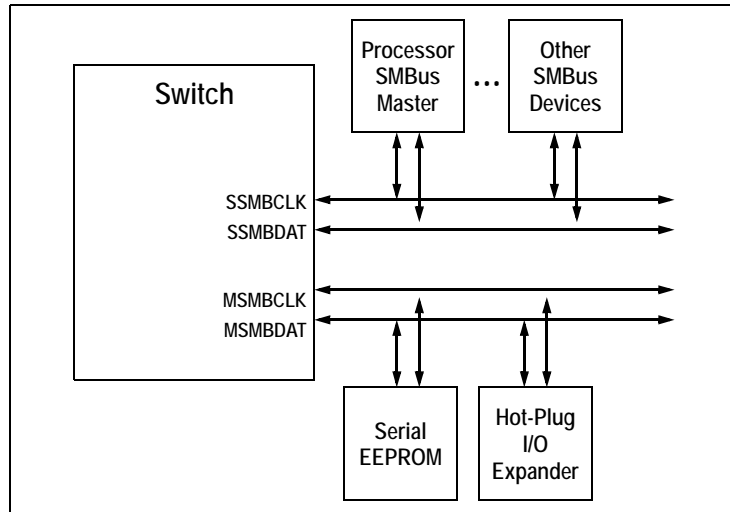 Processor
SMBus
Master
...
Other
SMBus
Devices
Switch
SSMBCLK
SSMBDAT
MSMBCLK
MSMBDAT
Serial
EEPROM
Hot-Plug
I/O
Expander